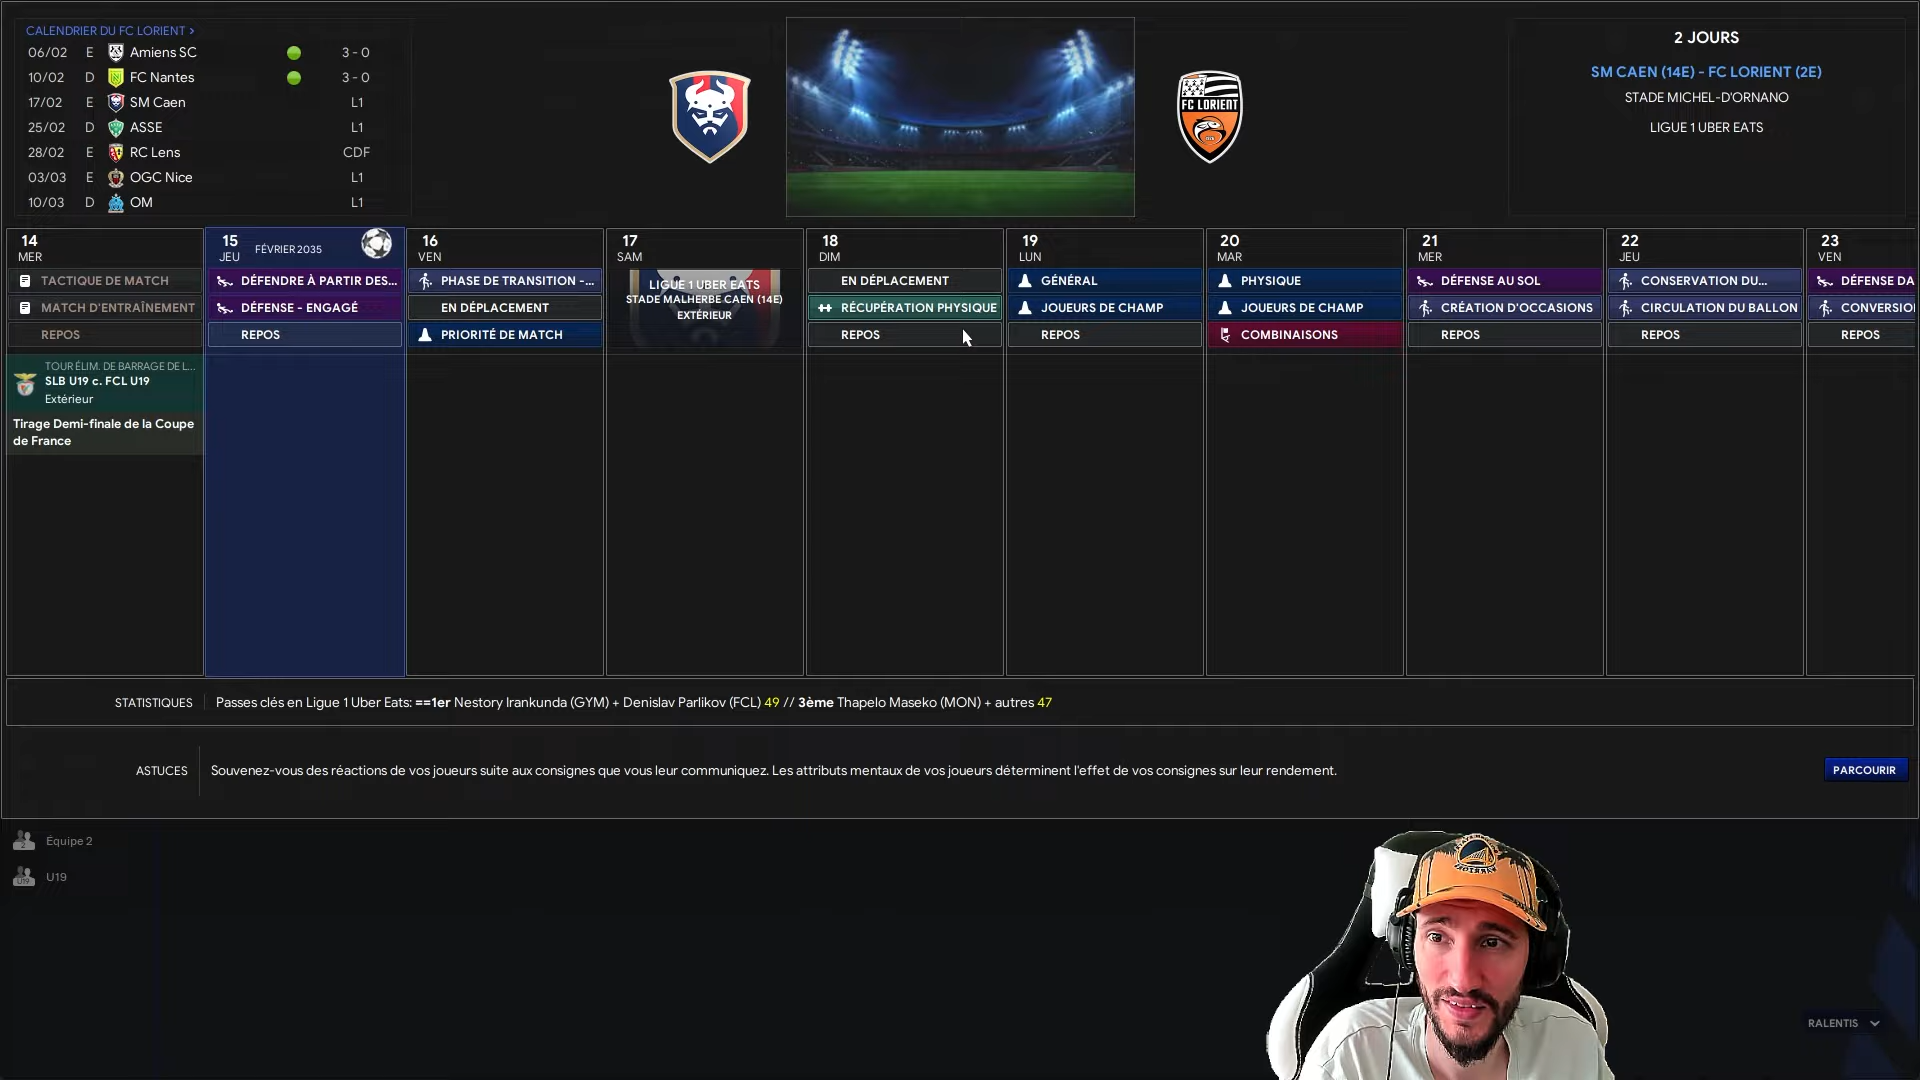 CALENDRIER DU FC LORIENT >
06/02 E Amiens SC 3 - 0
10/02 D FC Nantes 3 - 0
17/02 E SM Caen L1
25/02 D ASSE L1
28/02 E RC Lens CDF
03/03 E OGC Nice L1
10/03 D OM L1
FC LORIENT
2 JOURS
SM CAEN (14E) - FC LORIENT (2E)
STADE MICHEL-D'ORNANO
LIGUE 1 UBER EATS
14
MER
TACTIQUE DE MATCH
MATCH D'ENTRAÎNEMENT
REPOS
TOUR ÉLIM. DE BARRAGE DE L...
SLB U19 c. FCL U19
Extérieur
Tirage Demi-finale de la Coupe
de France
15
JEU
FÉVRIER 2035
DÉFENDRE À PARTIR DES...
DÉFENSE - ENGAGÉ
REPOS
16
VEN
PHASE DE TRANSITION -...
EN DÉPLACEMENT
PRIORITÉ DE MATCH
17
SAM
LIGUE 1 UBER EATS
STADE MALHERBE CAEN (14E)
EXTÉRIEUR
18
DIM
EN DÉPLACEMENT
RÉCUPÉRATION PHYSIQUE
REPOS
19
LUN
GÉNÉRAL
JOUEURS DE CHAMP
REPOS
20
MAR
PHYSIQUE
JOUEURS DE CHAMP
COMBINAISONS
21
MER
DÉFENSE AU SOL
CRÉATION D'OCCASIONS
REPOS
22
JEU
CONSERVATION DU...
CIRCULATION DU BALLON
REPOS
23
VEN
DÉFENSE DA
CONVERSIO
REPOS
STATISTIQUES
Passes clés en Ligue 1 Uber Eats: ==1er Nestory Irankunda (GYM) + Denislav Parlikov (FCL) 49 // 3ème Thapelo Maseko (MON) + autres 47
ASTUCES
Souvenez-vous des réactions de vos joueurs suite aux consignes que vous leur communiquez. Les attributs mentaux de vos joueurs déterminent l'effet de vos consignes sur leur rendement.
PARCOURIR
2
Équipe 2
U19
U19
RALENTIS